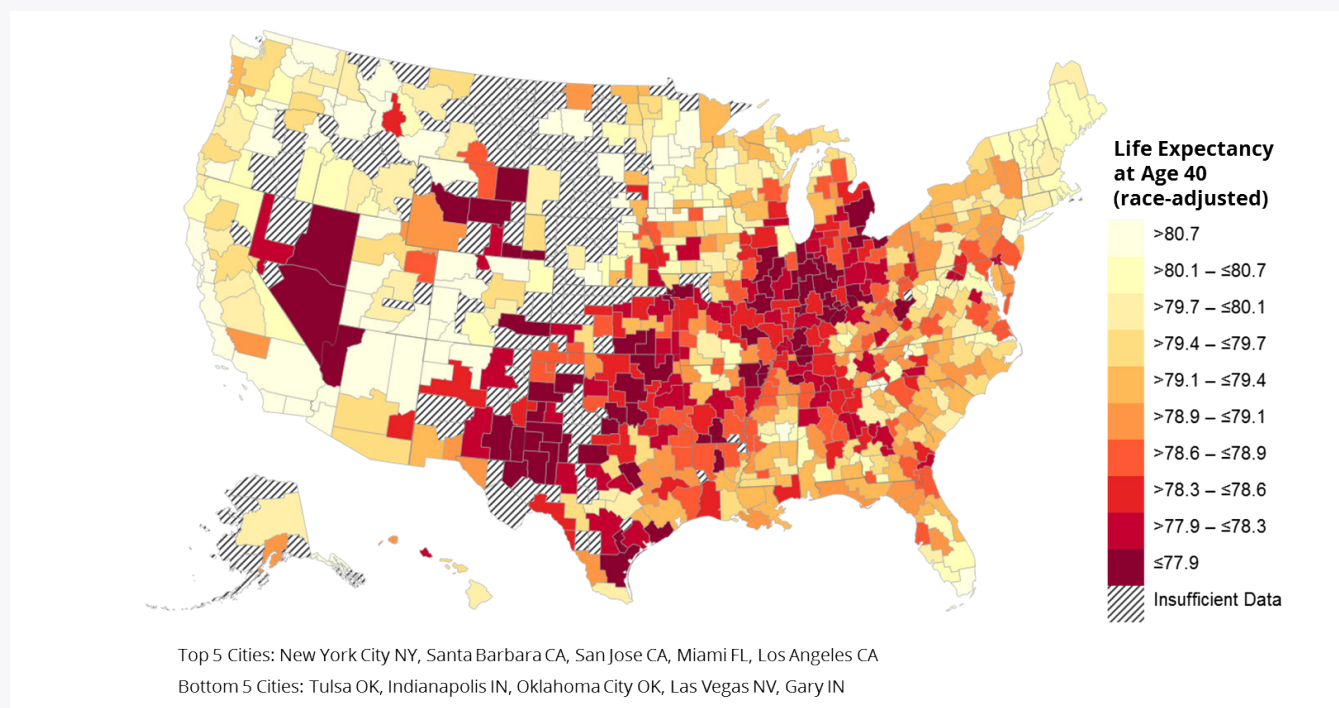 Life Expectancy
at Age 40
(race-adjusted)
>80.7
>80.1 – ≤80.7
>79.7 – ≤80.1
>79.4 – ≤79.7
>79.1 – ≤79.4
>78.9 – ≤79.1
>78.6 – ≤78.9
>78.3 – ≤78.6
>77.9 – ≤78.3
≤77.9
Insufficient Data
Top 5 Cities: New York City NY, Santa Barbara CA, San Jose CA, Miami FL, Los Angeles CA
Bottom 5 Cities: Tulsa OK, Indianapolis IN, Oklahoma City OK, Las Vegas NV, Gary IN